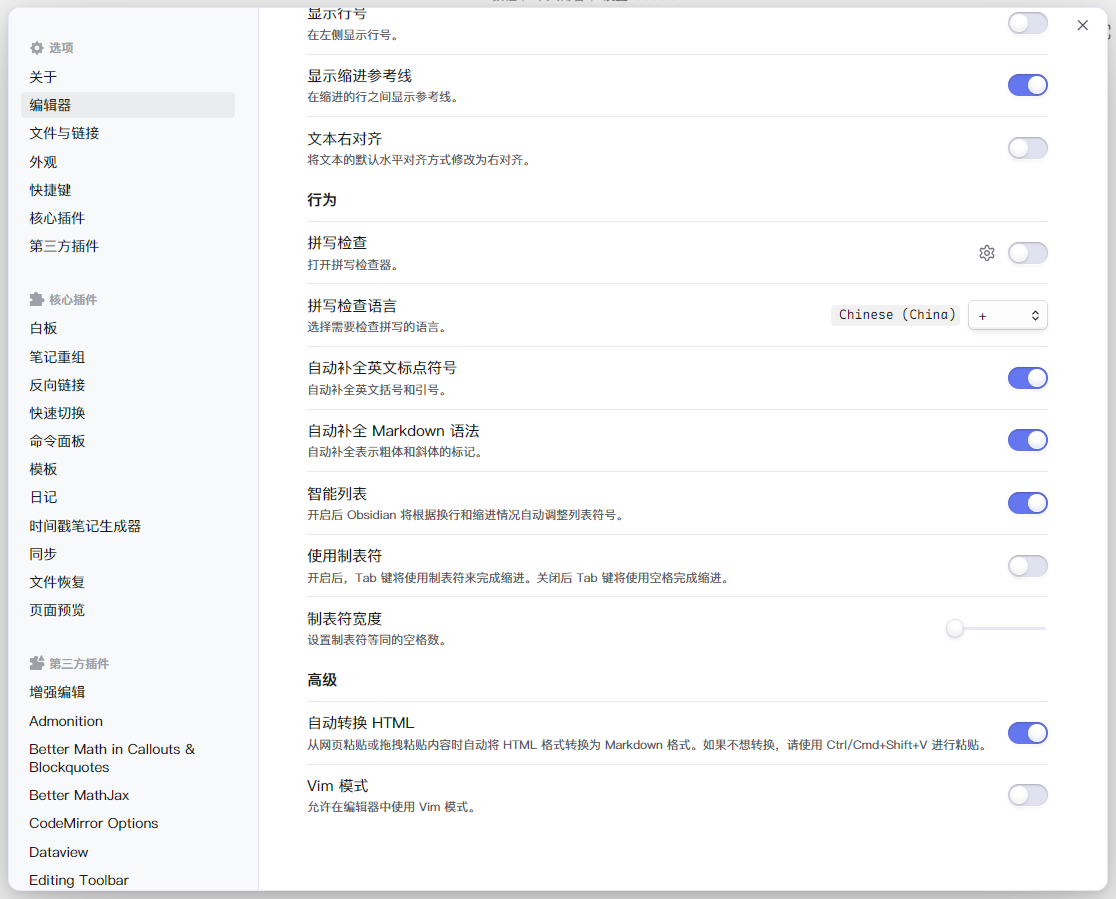 选项
关于
编辑器
文件与链接
外观
快捷键
核心插件
第三方插件
核心插件
白板
笔记重组
反向链接
快速切换
命令面板
模板
日记
时间戳笔记生成器
同步
文件恢复
页面预览
第三方插件
增强编辑
Admonition
Better Math in Callouts &
Blockquotes
Better MathJax
CodeMirror Options
Dataview
Editing Toolbar
显示行号
在左侧显示行号。
显示缩进参考线
在缩进的行之间显示参考线。
文本右对齐
将文本的默认水平对齐方式修改为右对齐。
行为
拼写检查
打开拼写检查器。
拼写检查语言
选择需要检查拼写的语言。
Chinese (China)
+
自动补全英文标点符号
自动补全英文括号和引号。
自动补全 Markdown 语法
自动补全表示粗体和斜体的标记。
智能列表
开启后 Obsidian 将根据换行和缩进情况自动调整列表符号。
使用制表符
开启后，Tab 键将使用制表符来完成缩进。关闭后 Tab 键将使用空格完成缩进。
制表符宽度
设置制表符等同的空格数。
高级
自动转换 HTML
从网页粘贴或拖拽粘贴内容时自动将 HTML 格式转换为 Markdown 格式。如果不想转换，请使用 Ctrl/Cmd+Shift+V 进行粘贴。
Vim 模式
允许在编辑器中使用 Vim 模式。